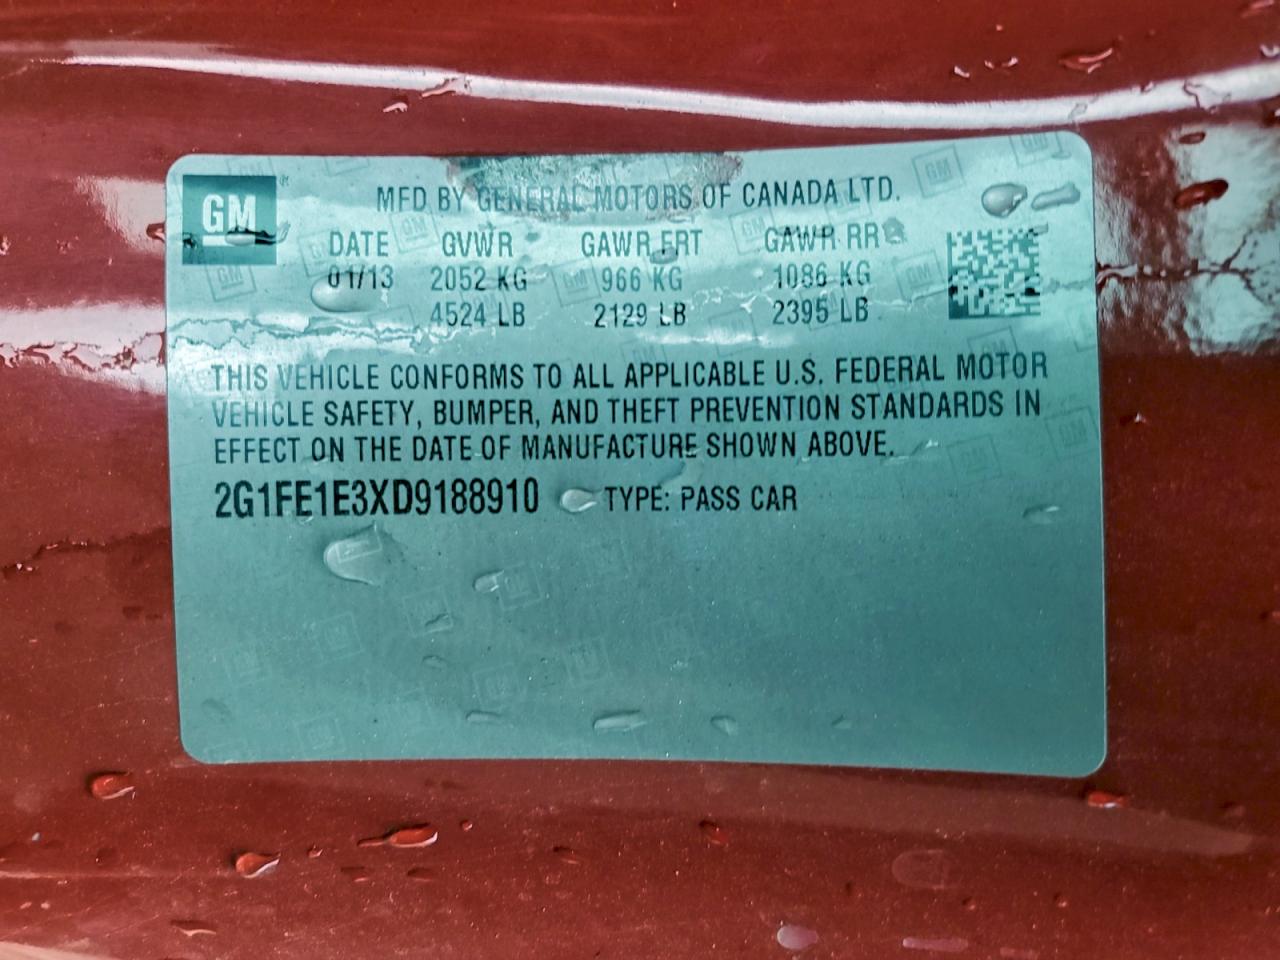 GM
MFD BY GENERAL MOTORS OF CANADA LTD.
DATE GVWR GAWR FRT GAWR RR
01/13 2052 KG 966 KG 1086 KG
4524 LB 2129 LB 2395 LB
THIS VEHICLE CONFORMS TO ALL APPLICABLE U.S. FEDERAL MOTOR
VEHICLE SAFETY, BUMPER, AND THEFT PREVENTION STANDARDS IN
EFFECT ON THE DATE OF MANUFACTURE SHOWN ABOVE.
2G1FE1E3XD9188910 TYPE: PASS CAR